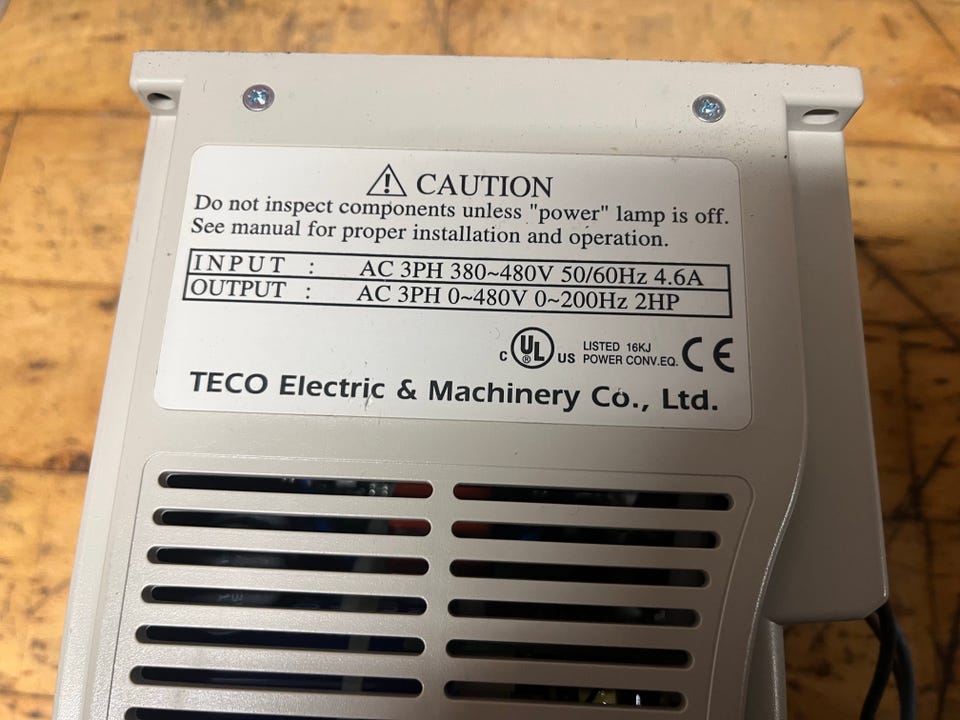 CAUTION
Do not inspect components unless "power" lamp is off.
See manual for proper installation and operation.
INPUT : AC 3PH 380~480V 50/60Hz 4.6A
OUTPUT : AC 3PH 0~480V 0~200Hz 2HP
C UL ® US LISTED 16KJ
POWER CONV.EQ. CE
TECO Electric & Machinery Co., Ltd.